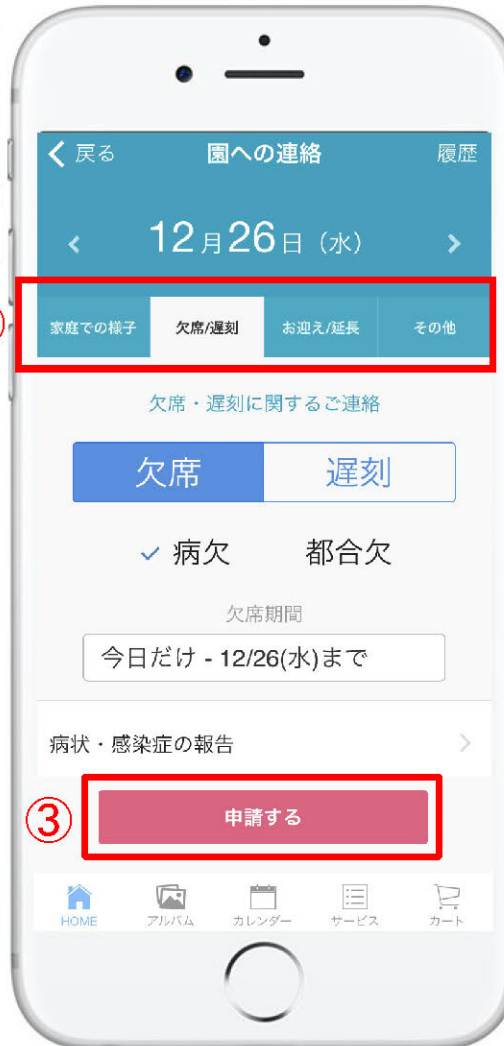 戻る 園への連絡 履歴
12月26日(水)
家庭での様子 欠席/遅刻 お迎え/延長 その他
欠席・遅刻に関するご連絡
欠席 遅刻
病欠 都合欠
欠席期間
今日だけ - 12/26(水)まで
病状・感染症の報告
③ 申請する
HOME アルバム カレンダー サービス カート